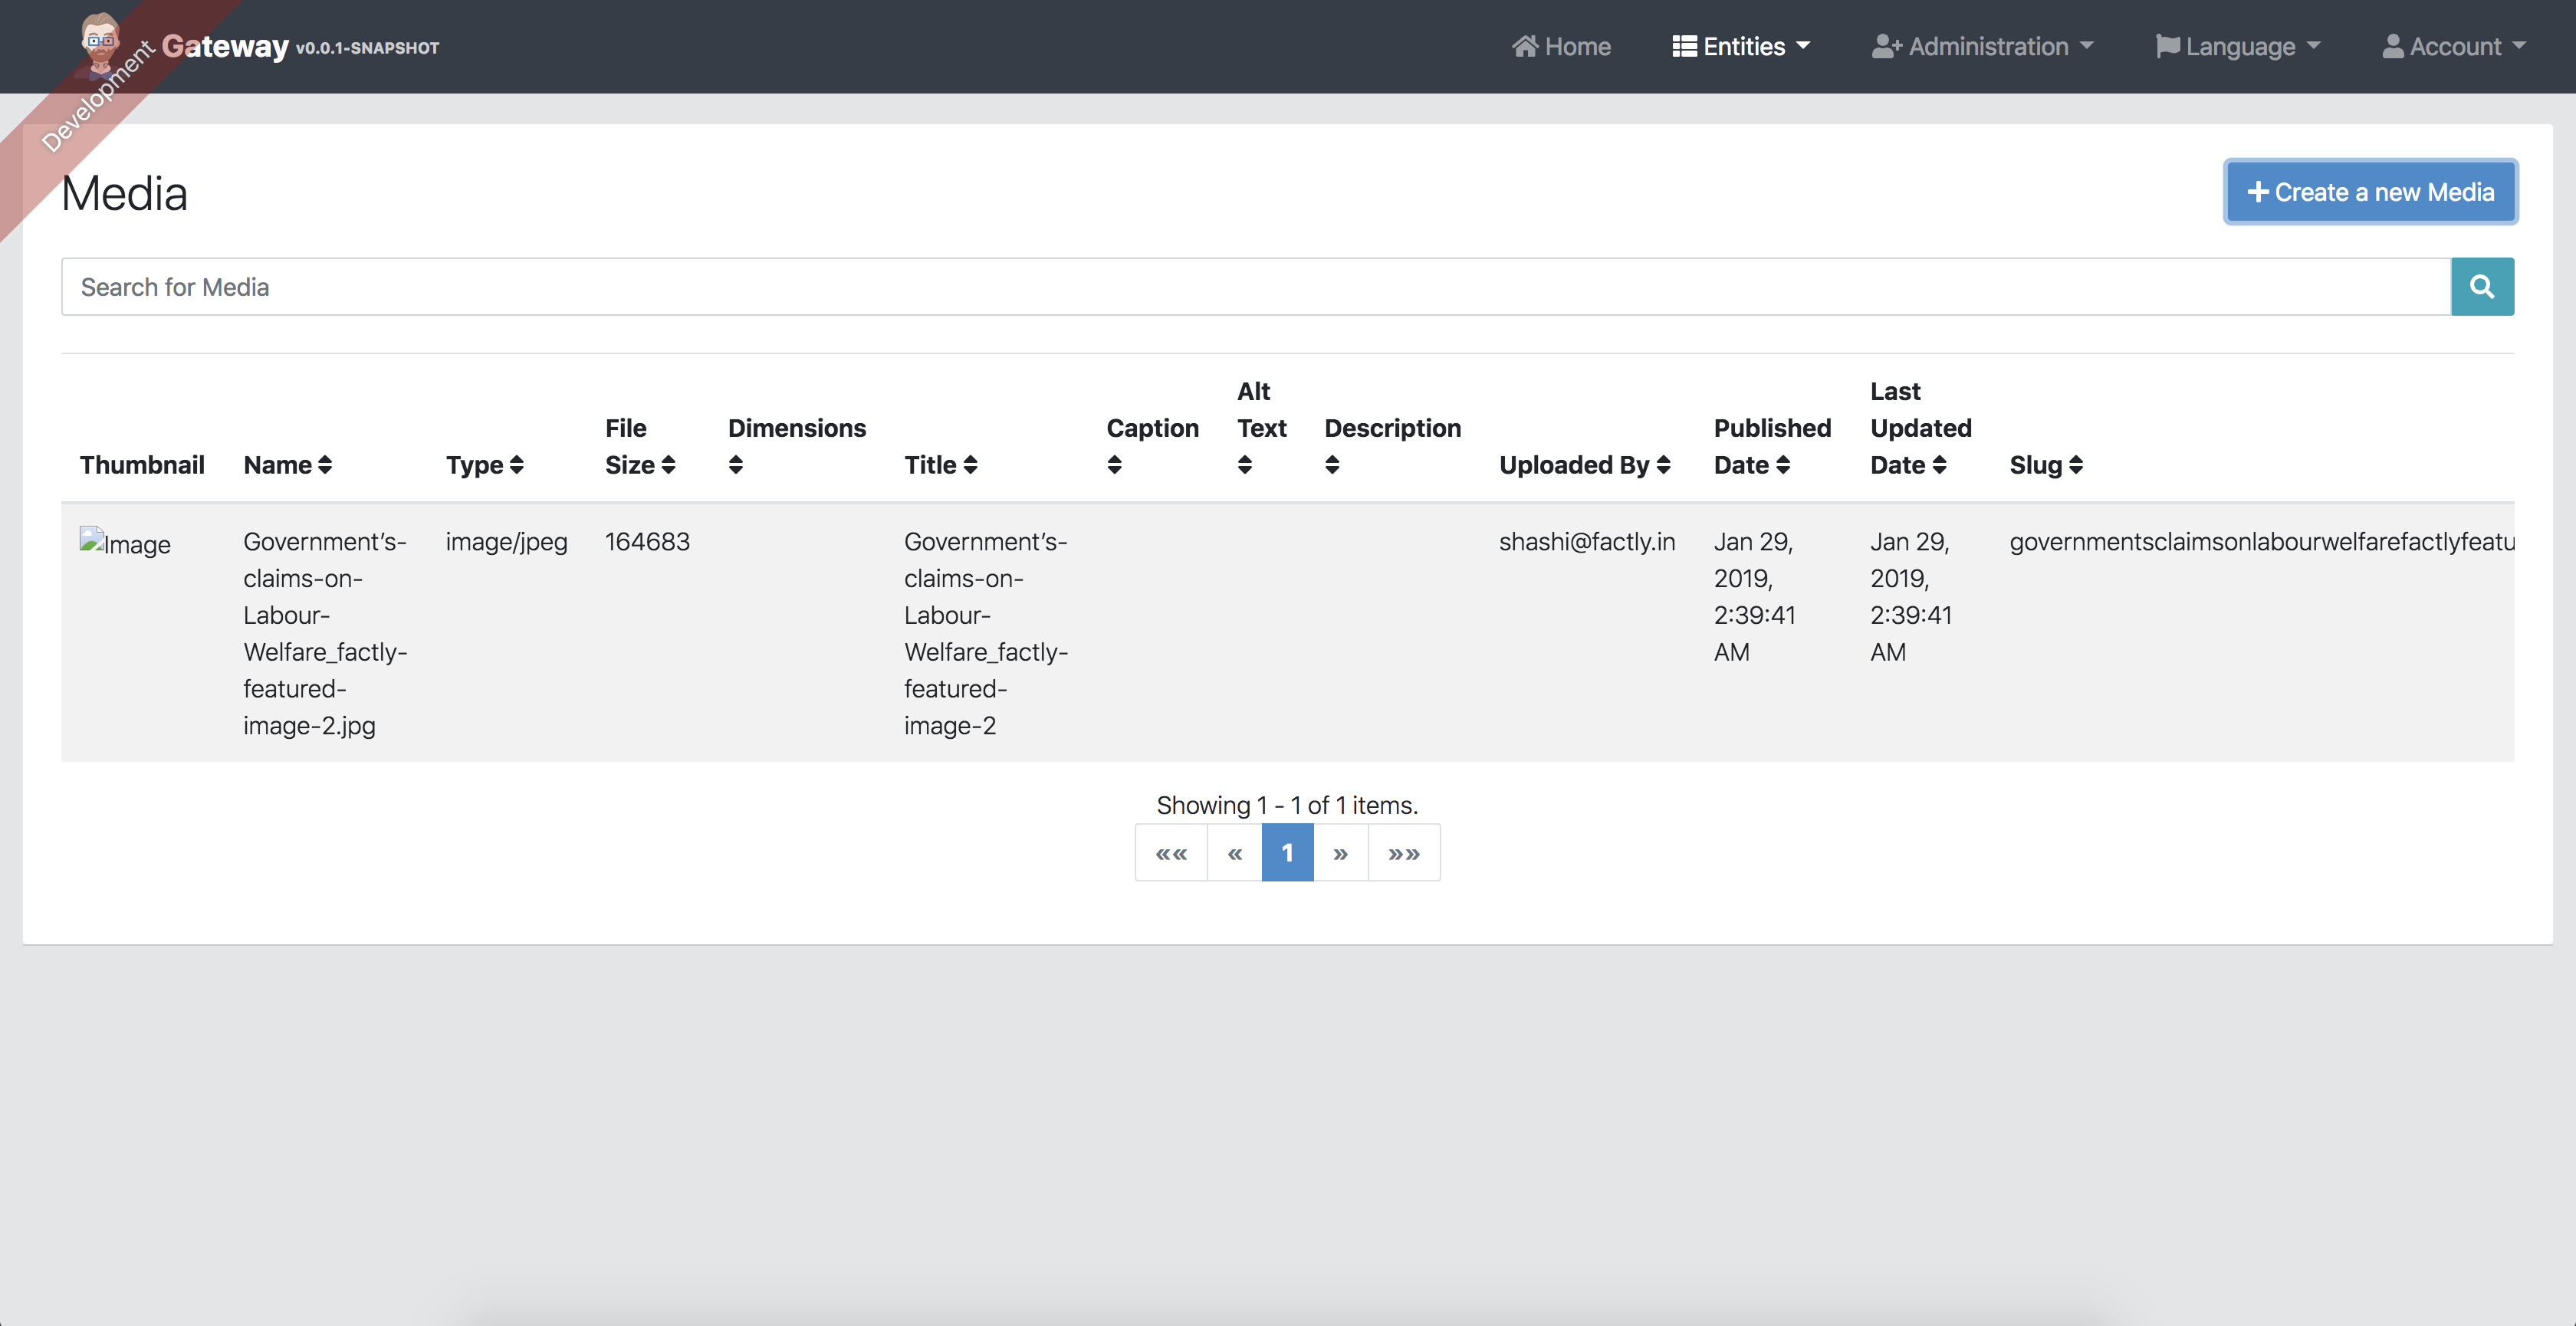 Development
Gateway v0.0.1-SNAPSHOT
Home
Entities
Administration
Language
Account
Media
Create a new Media
Search for Media
Thumbnail
Name
Type
File
Size
Dimensions
Title
Caption
Alt
Text
Description
Uploaded By
Published
Date
Last
Updated
Date
Slug
Image
Government’s-
claims-on-
Labour-
Welfare_factly-
featured-
image-2.jpg
image/jpeg
164683
Government’s-
claims-on-
Labour-
Welfare_factly-
featured-
image-2
shashi@factly.in
Jan 29,
2019,
2:39:41
AM
Jan 29,
2019,
2:39:41
AM
governmentsclaimsonlabourwelfarefactlyfeatu
Showing 1 - 1 of 1 items.
«« « 1 » »»